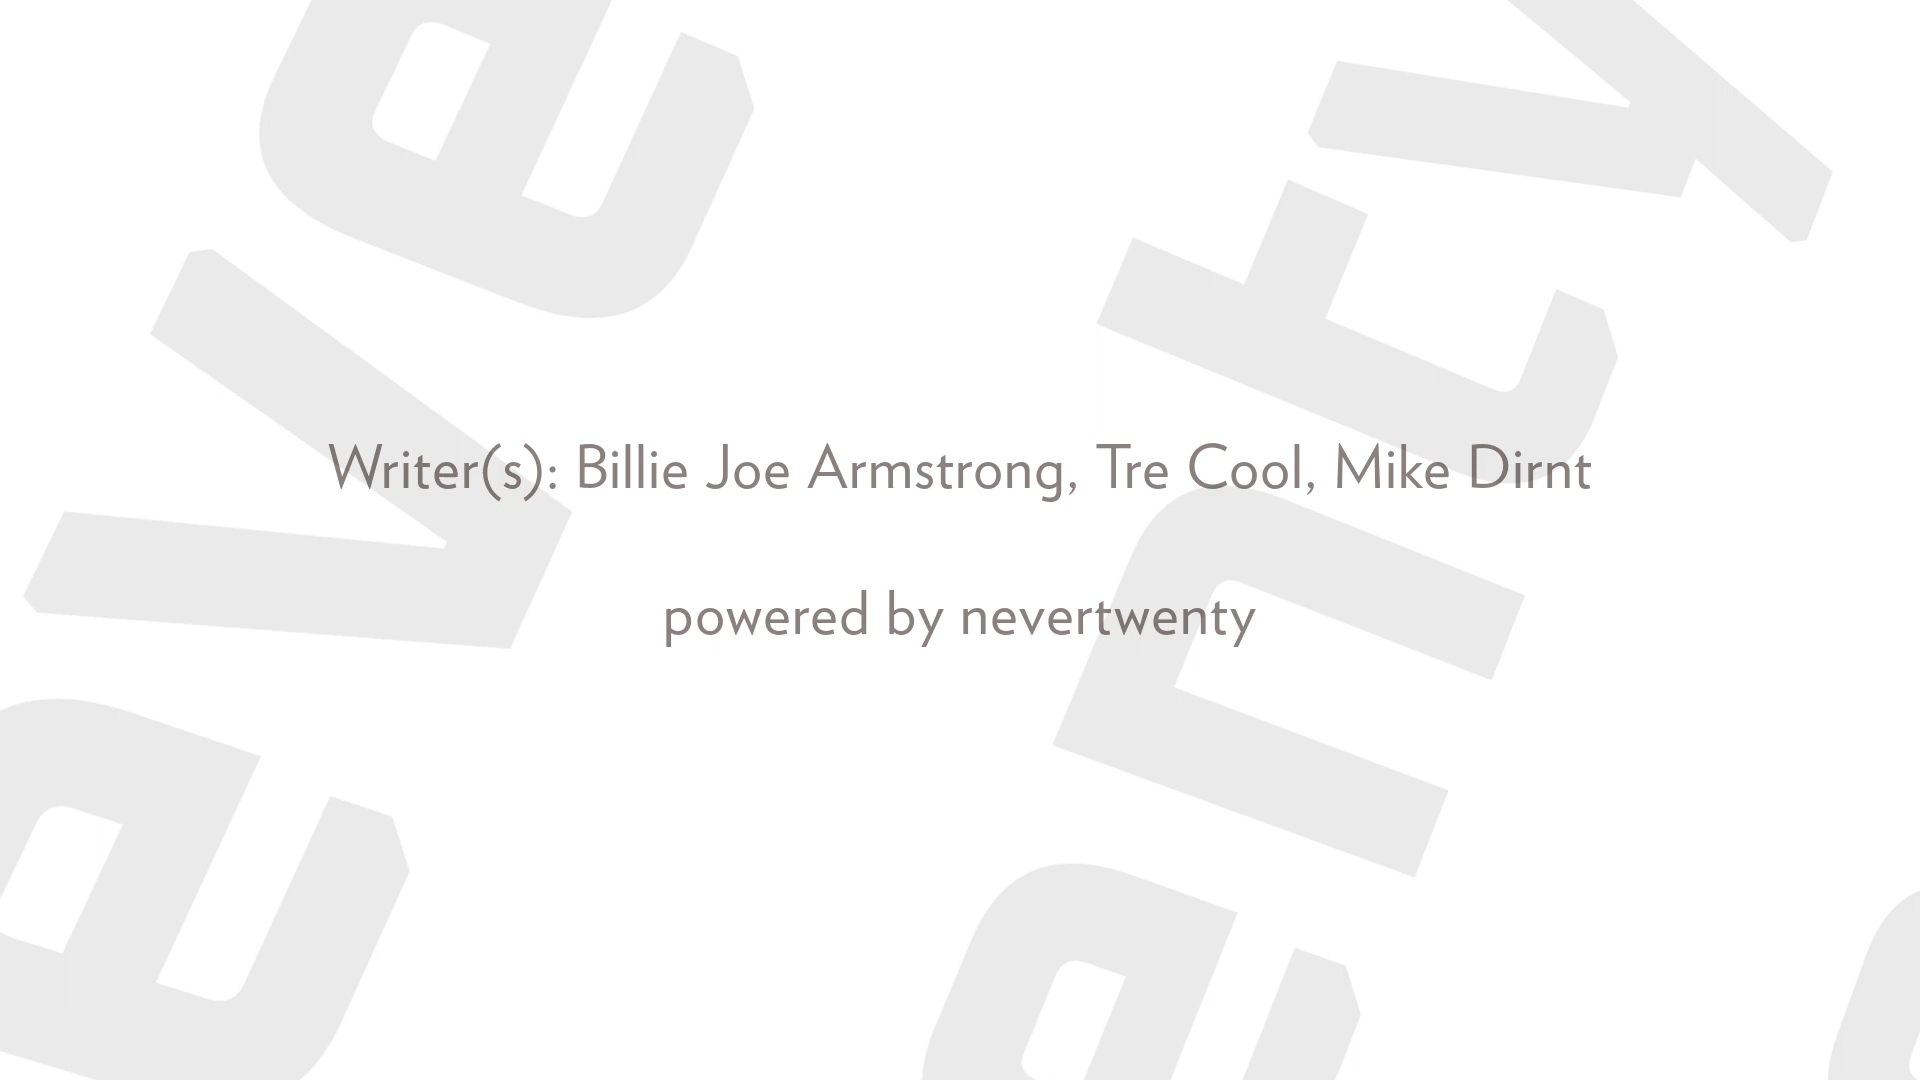 Writer(s): Billie Joe Armstrong, Tre Cool, Mike Dirnt
powered by nevertwenty